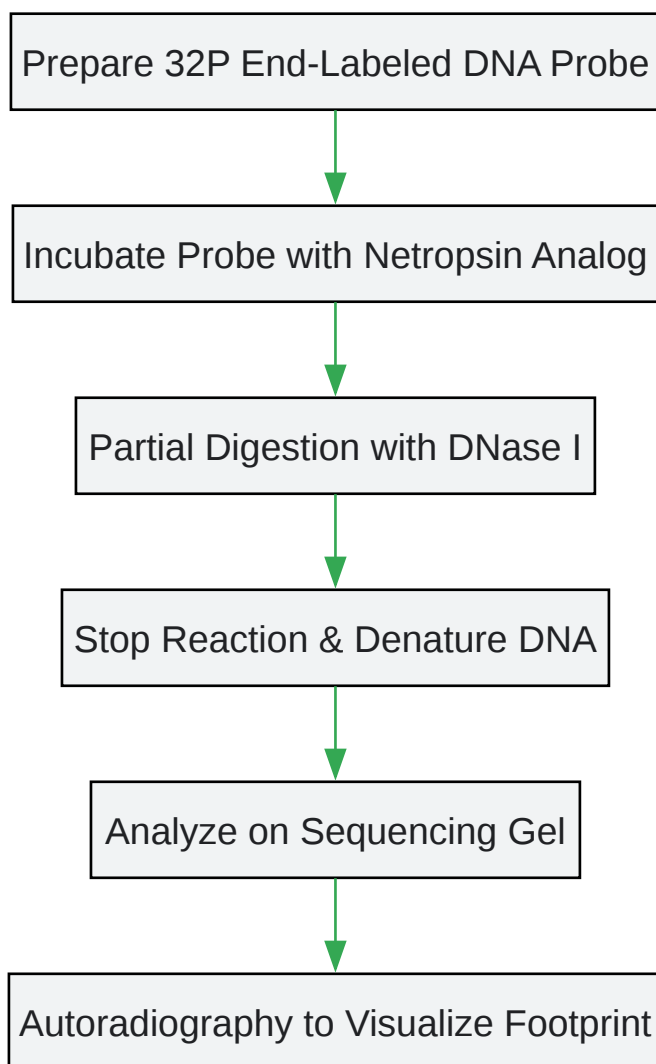 Prepare 32P End-Labeled DNA Probe
Incubate Probe with Netropsin Analog
Partial Digestion with DNase I
Stop Reaction & Denature DNA
Analyze on Sequencing Gel
Autoradiography to Visualize Footprint